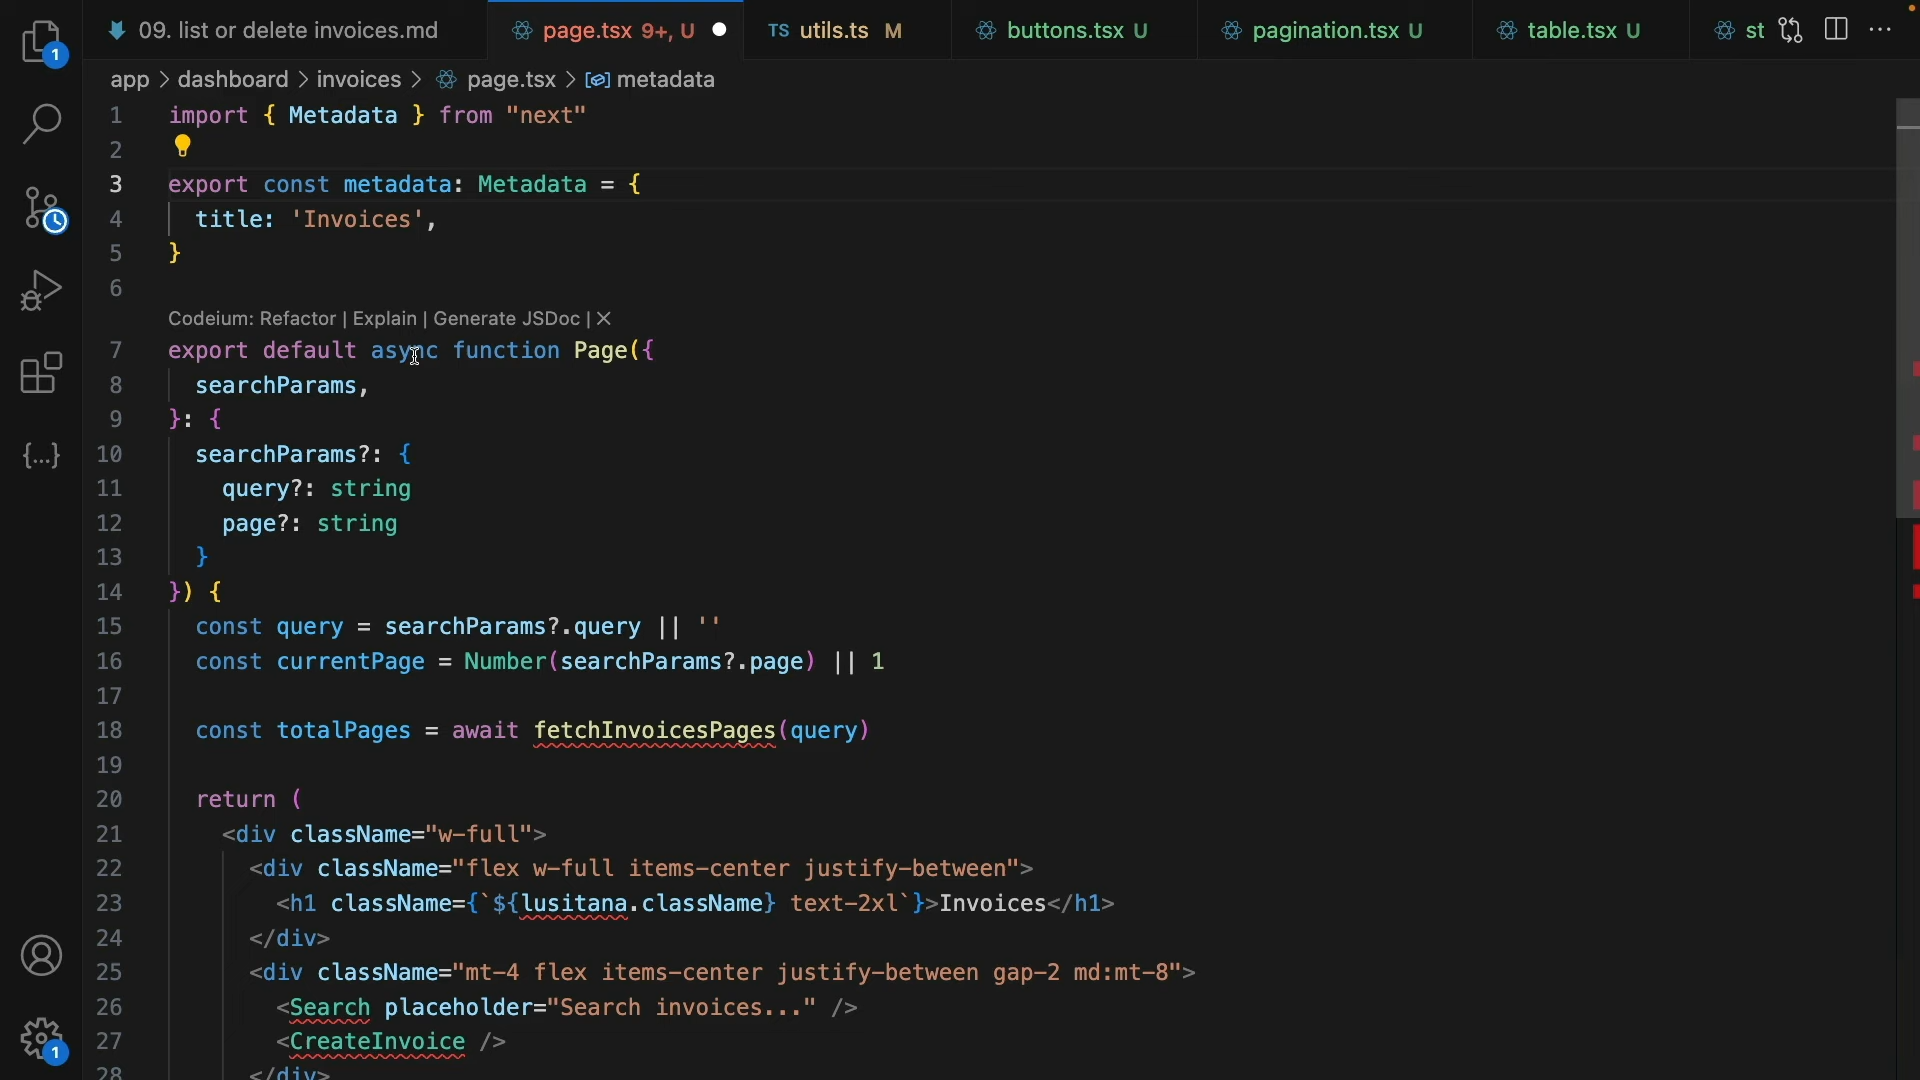 09. list or delete invoices.md
page.tsx 9+, U
TS utils.ts M
buttons.tsx U
pagination.tsx U
table.tsx U
st
app > dashboard > invoices > page.tsx > metadata
1 import { Metadata } from "next"
2
3 export const metadata: Metadata = {
4 title: 'Invoices',
5 }
6
Codeium: Refactor | Explain | Generate JSDoc | ✕
7 export default async function Page({
8 searchParams,
9 }: {
10 searchParams?: {
11 query?: string
12 page?: string
13 }
14 }) {
15 const query = searchParams?.query || ''
16 const currentPage = Number(searchParams?.page) || 1
17
18 const totalPages = await fetchInvoicesPages(query)
19
20 return (
21 <div className="w-full">
22 <div className="flex w-full items-center justify-between">
23 <h1 className={`${lusitana.className} text-2xl`}>Invoices</h1>
24 </div>
25 <div className="mt-4 flex items-center justify-between gap-2 md:mt-8">
26 <Search placeholder="Search invoices..." />
27 <CreateInvoice />
28 </div>
1
{...}
1